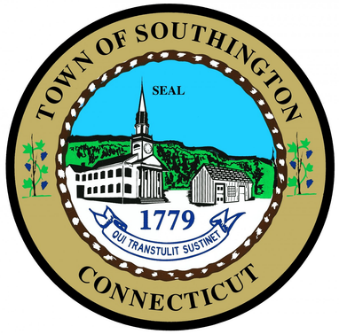 TOWN OF SOUTHINGTON
SEAL
1779
QUI TRANSTULIT SUSTINET
CONNECTICUT